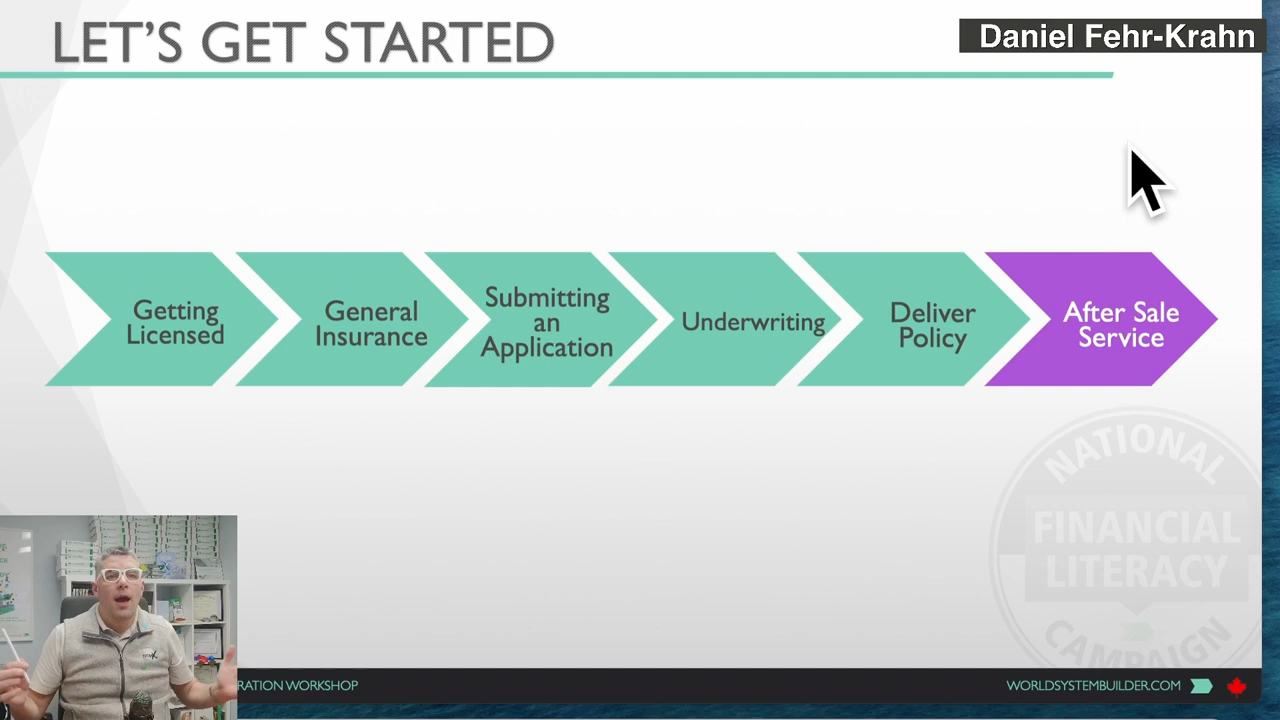 LET'S GET STARTED
Daniel Fehr-Krahn
Getting
Licensed
General
Insurance
Submitting
an
Application
Underwriting
Deliver
Policy
After Sale
Service
NATIONAL
FINANCIAL
LITERACY
CAMPAIGN
RATION WORKSHOP
WORLDSYSTEMBUILDER.COM